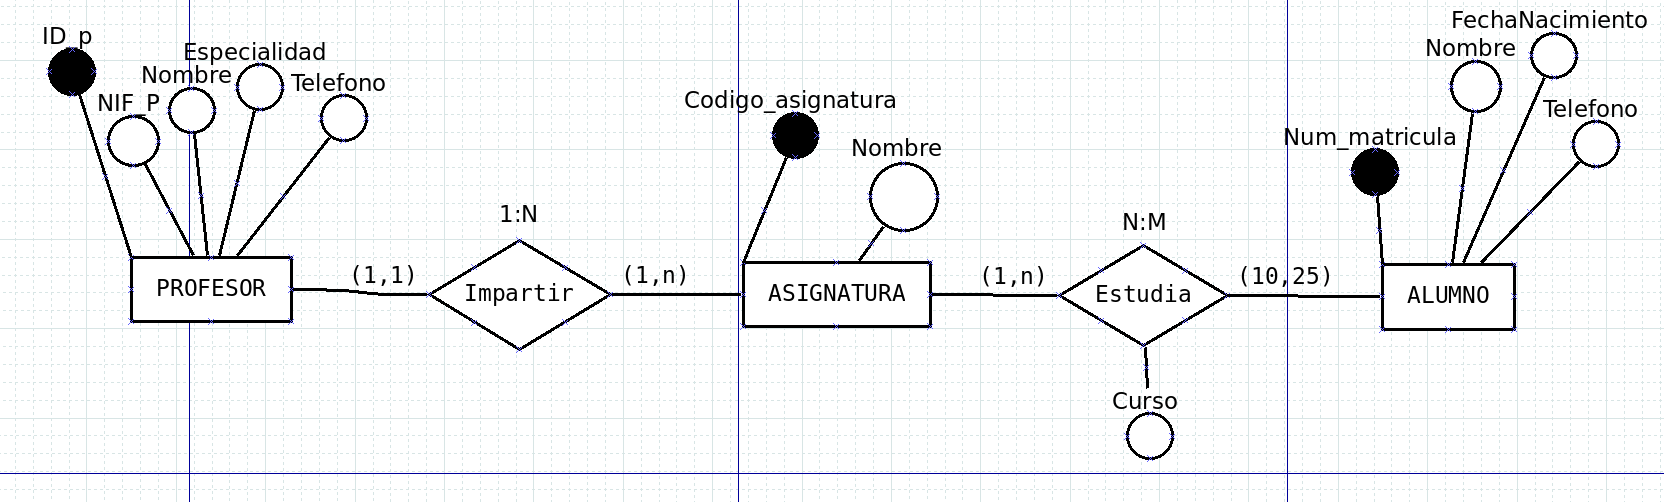 ID_p
NIF_P
Nombre
Especialidad
Telefono
PROFESOR
(1,1)
1:N
Impartir
(1,n)
Codigo_asignatura
Nombre
ASIGNATURA
(1,n)
N:M
Estudia
(10,25)
Curso
Num_matricula
Nombre
FechaNacimiento
Telefono
ALUMNO